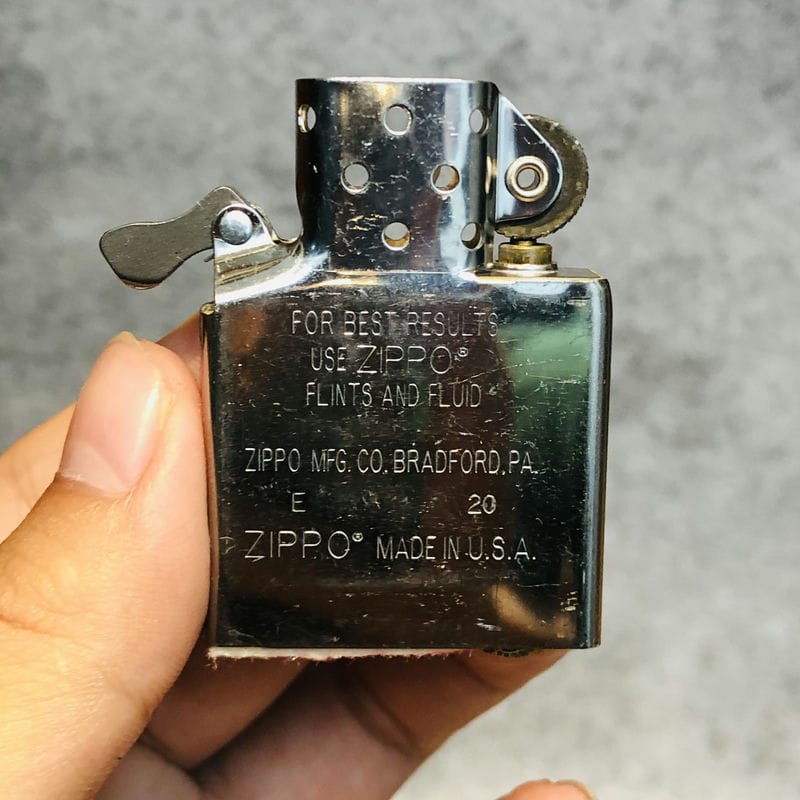 FOR BEST RESULTS
USE ZIPPO®
FLINTS AND FLUID
ZIPPO MFG. CO. BRADFORD, PA.
E 20
ZIPPO® MADE IN U.S.A.